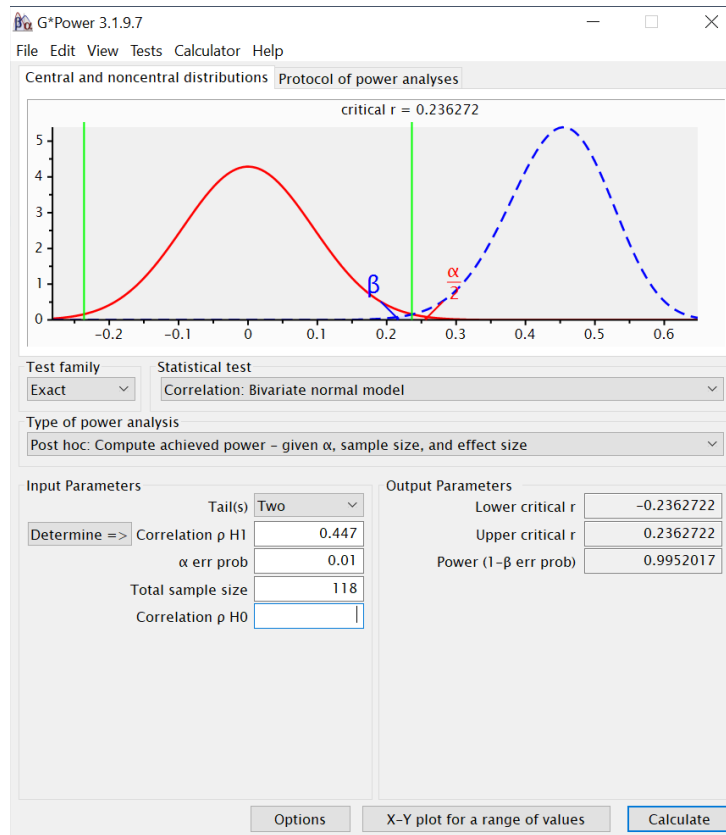 G*Power 3.1.9.7
File Edit View Tests Calculator Help
Central and noncentral distributions Protocol of power analyses
critical r = 0.236272
5
4
3
2
1
0
β
α
2
-0.2 -0.1 0 0.1 0.2 0.3 0.4 0.5 0.6
Test family Statistical test
Exact Correlation: Bivariate normal model
Type of power analysis
Post hoc: Compute achieved power – given α, sample size, and effect size
Input Parameters
Tail(s) Two
Determine => Correlation ρ H1 0.447
α err prob 0.01
Total sample size 118
Correlation ρ H0
Output Parameters
Lower critical r -0.2362722
Upper critical r 0.2362722
Power (1-β err prob) 0.9952017
Options X-Y plot for a range of values Calculate